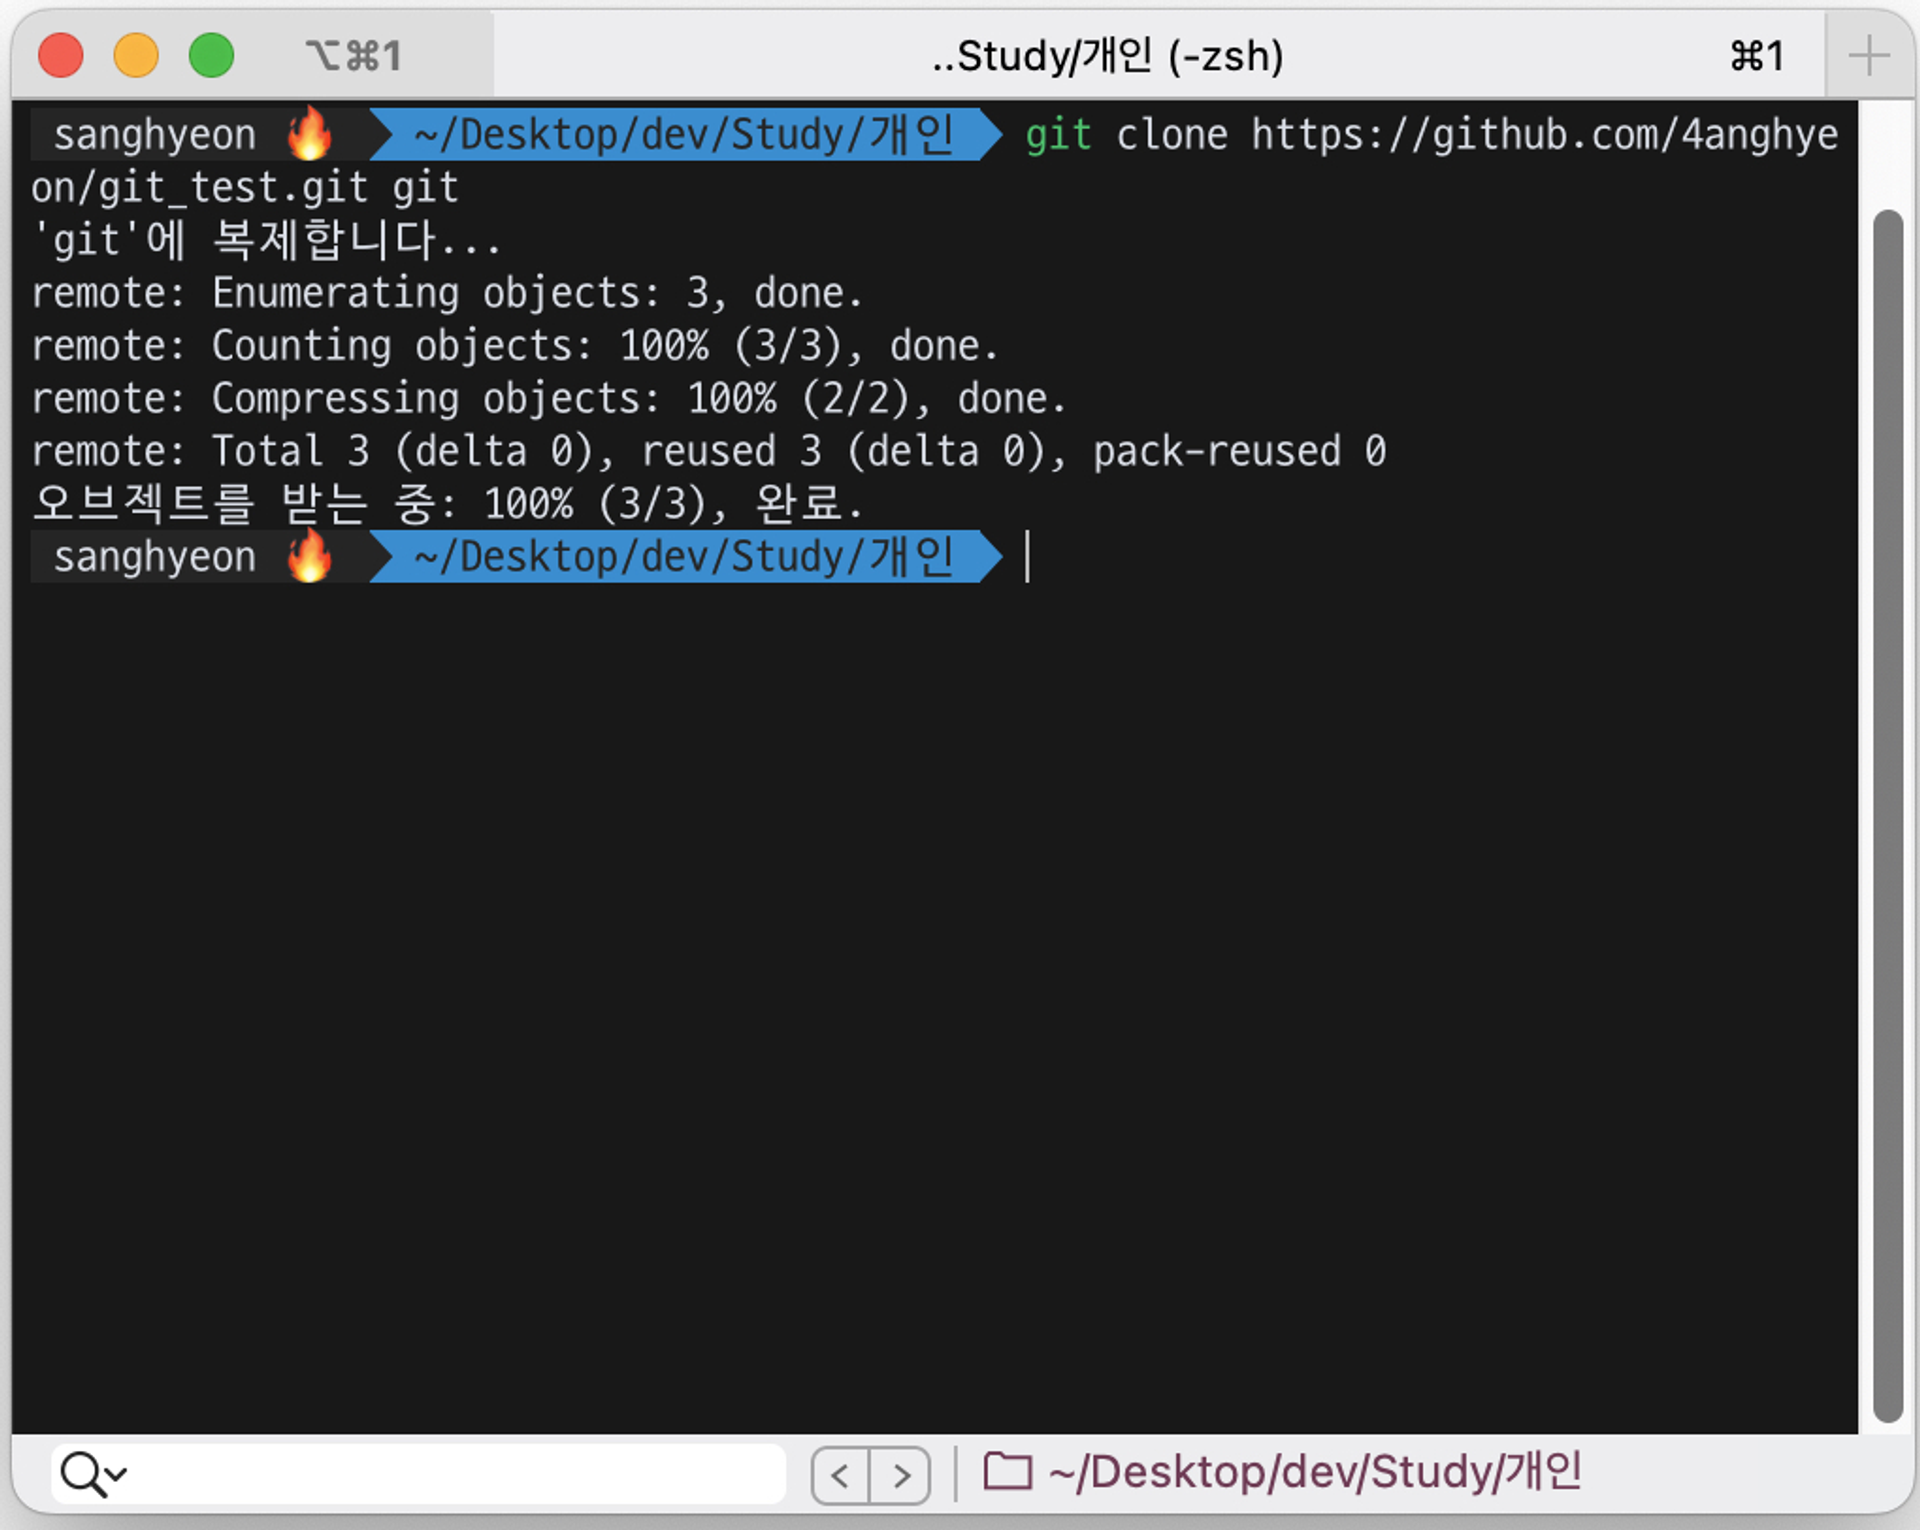 ⌥⌘1 ..Study/개인 (-zsh) ⌘1
sanghyeon 🔥 ~/Desktop/dev/Study/개인 git clone https://github.com/4anghye
on/git_test.git git
'git'에 복제합니다...
remote: Enumerating objects: 3, done.
remote: Counting objects: 100% (3/3), done.
remote: Compressing objects: 100% (2/2), done.
remote: Total 3 (delta 0), reused 3 (delta 0), pack-reused 0
오브젝트를 받는 중: 100% (3/3), 완료.
sanghyeon 🔥 ~/Desktop/dev/Study/개인
~/Desktop/dev/Study/개인